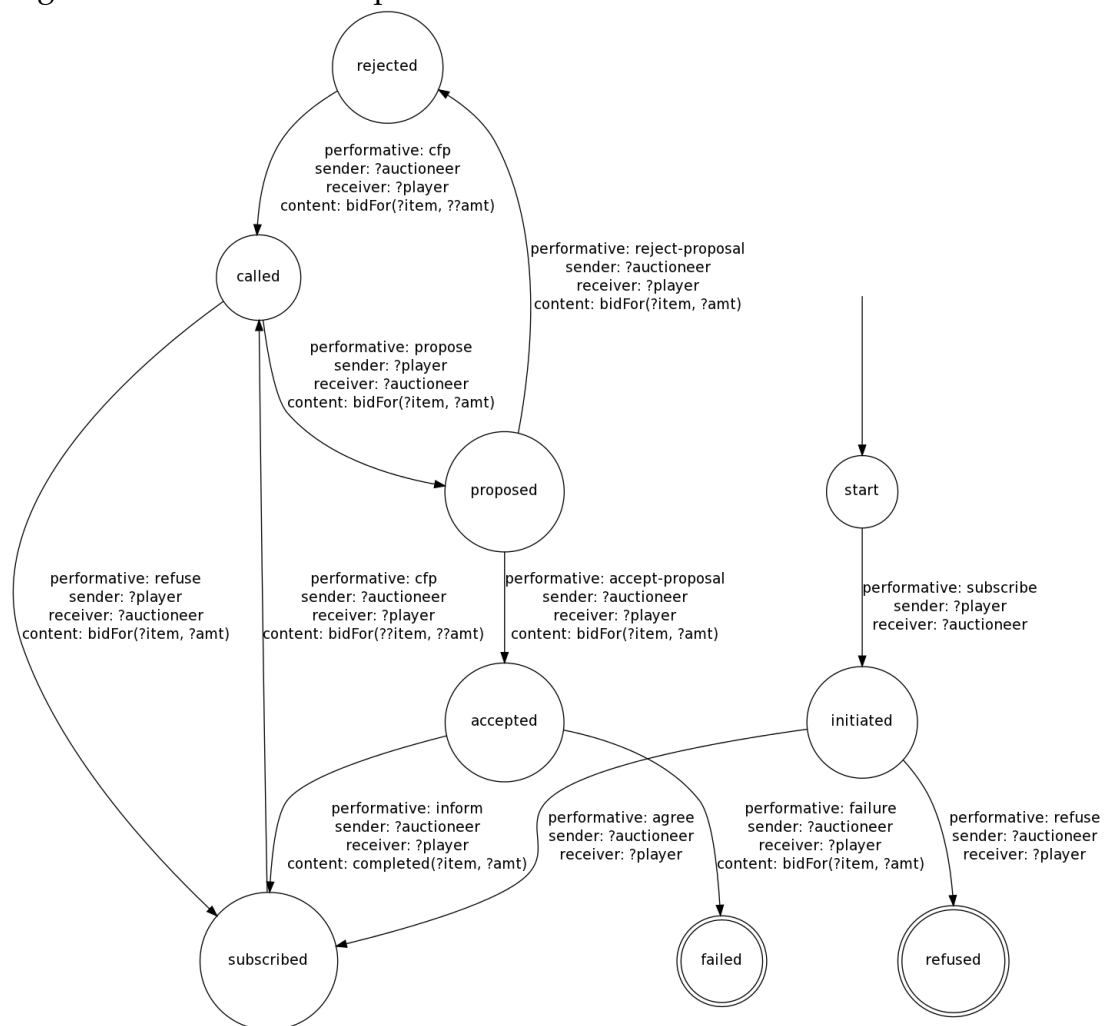 rejected
performative: cfp
sender: ?auctioneer
receiver: ?player
content: bidFor(?item, ??amt)
performative: reject-proposal
sender: ?auctioneer
receiver: ?player
content: bidFor(?item, ?amt)
called
performative: propose
sender: ?player
receiver: ?auctioneer
content: bidFor(?item, ?amt)
proposed
start
performative: refuse
sender: ?player
receiver: ?auctioneer
content: bidFor(?item, ?amt)
performative: cfp
sender: ?auctioneer
receiver: ?player
content: bidFor(??item, ??amt)
performative: accept-proposal
sender: ?auctioneer
receiver: ?player
content: bidFor(?item, ?amt)
performative: subscribe
sender: ?player
receiver: ?auctioneer
accepted
initiated
performative: inform
sender: ?auctioneer
receiver: ?player
content: completed(?item, ?amt)
performative: agree
sender: ?auctioneer
receiver: ?player
performative: failure
sender: ?auctioneer
receiver: ?player
content: bidFor(?item, ?amt)
performative: refuse
sender: ?auctioneer
receiver: ?player
subscribed
failed
refused